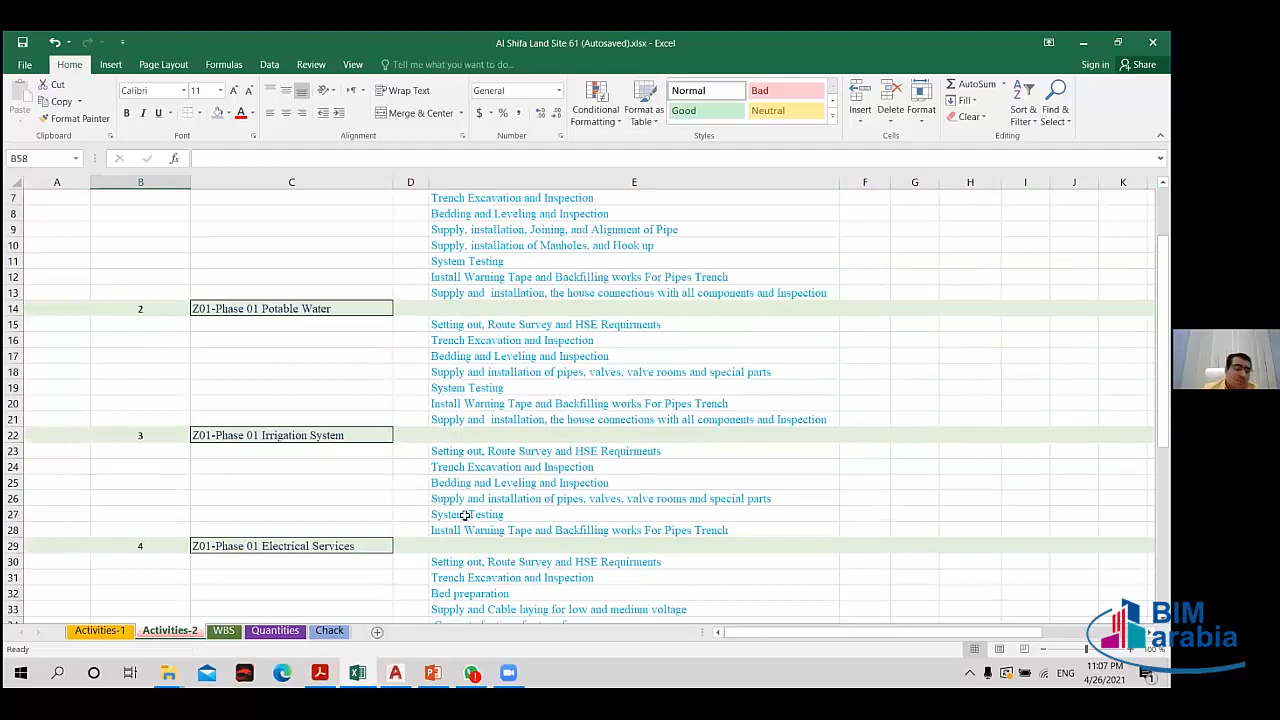 Al Shifa Land Site 61 (Autosaved).xlsx - Excel
File Home Insert Page Layout Formulas Data Review View Tell me what you want to do... Sign in Share
Paste Cut Copy Format Painter Clipboard
Calibri 11 B I U Font
Wrap Text Merge & Center Alignment
General $ % , Number
Conditional Formatting Format as Table Normal Bad Good Neutral Styles
Insert Delete Format Cells
AutoSum Fill Clear Sort & Filter Find & Select Editing
B58 fx
A B C D E F G H I J K
7 Trench Excavation and Inspection
8 Bedding and Leveling and Inspection
9 Supply, installation, Joining, and Alignment of Pipe
10 Supply, installation of Manholes, and Hook up
11 System Testing
12 Install Warning Tape and Backfilling works For Pipes Trench
13 Supply and installation, the house connections with all components and Inspection
14 2 Z01-Phase 01 Potable Water
15 Setting out, Route Survey and HSE Requirments
16 Trench Excavation and Inspection
17 Bedding and Leveling and Inspection
18 Supply and installation of pipes, valves, valve rooms and special parts
19 System Testing
20 Install Warning Tape and Backfilling works For Pipes Trench
21 Supply and installation, the house connections with all components and Inspection
22 3 Z01-Phase 01 Irrigation System
23 Setting out, Route Survey and HSE Requirments
24 Trench Excavation and Inspection
25 Bedding and Leveling and Inspection
26 Supply and installation of pipes, valves, valve rooms and special parts
27 System Testing
28 Install Warning Tape and Backfilling works For Pipes Trench
29 4 Z01-Phase 01 Electrical Services
30 Setting out, Route Survey and HSE Requirments
31 Trench Excavation and Inspection
32 Bed preparation
33 Supply and Cable laying for low and medium voltage
Activities-1 Activities-2 WBS Quantities Chack
Ready 100 %
BIM
arabia
ENG 11:07 PM
4/26/2021